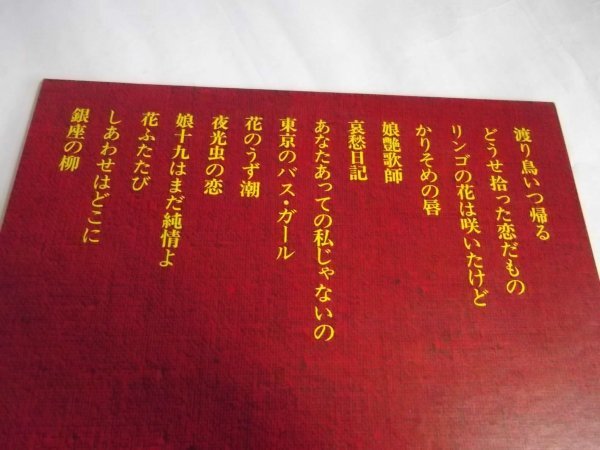 渡り鳥いつ帰る
どうせ拾った恋だもの
リンゴの花は咲いたけど
かりそめの唇
娘艶歌師
哀愁日記
あなたあっての私じゃないの
東京のバス・ガール
花のうず潮
夜光虫の恋
娘十九はまだ純情よ
花ふたたび
しあわせはどこに
銀座の柳